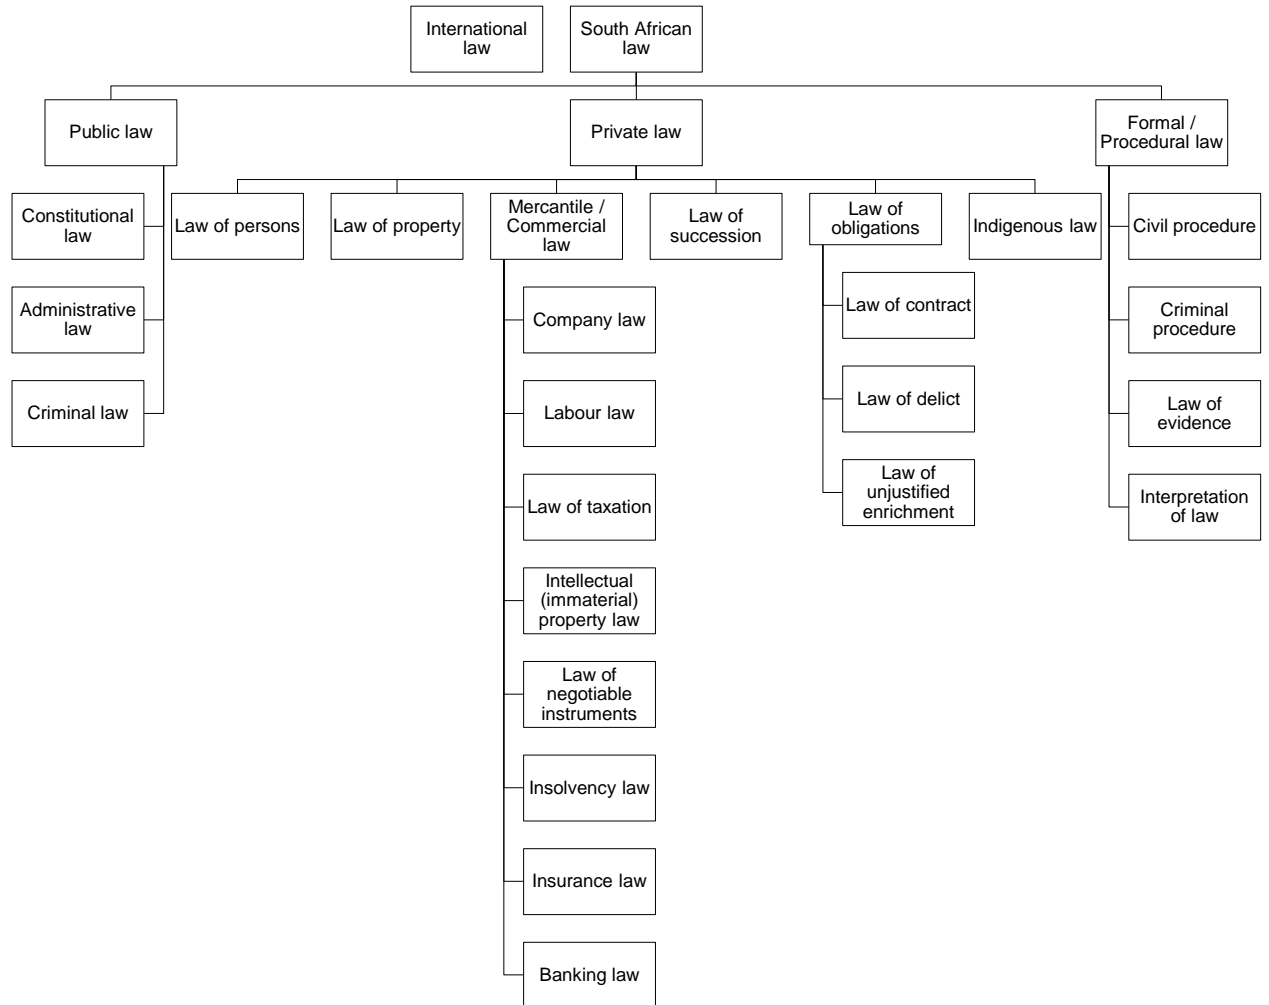 International
law
South African
law
Public law
Private law
Formal /
Procedural law
Constitutional
law
Administrative
law
Criminal law
Law of persons
Law of property
Mercantile /
Commercial
law
Company law
Labour law
Law of taxation
Intellectual
(immaterial)
property law
Law of
negotiable
instruments
Insolvency law
Insurance law
Banking law
Law of
succession
Law of
obligations
Law of contract
Law of delict
Law of
unjustified
enrichment
Indigenous law
Civil procedure
Criminal
procedure
Law of
evidence
Interpretation
of law